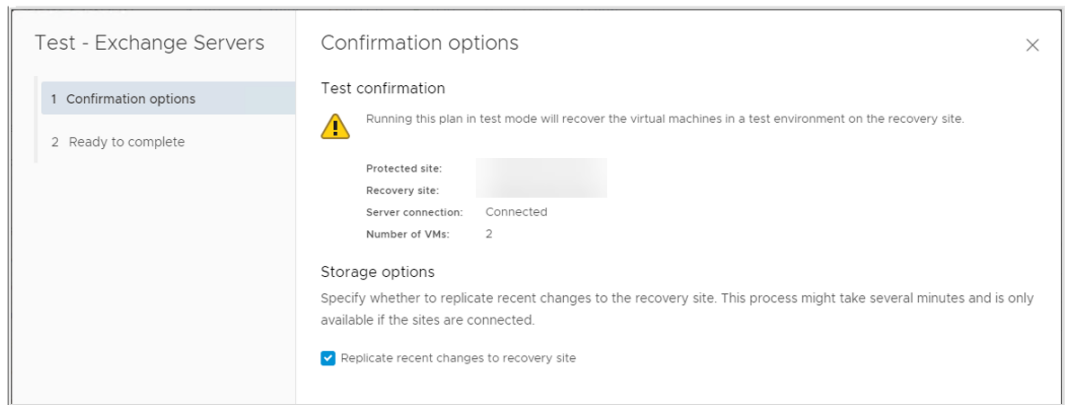 Test - Exchange Servers
1 Confirmation options
2 Ready to complete
Confirmation options
Test confirmation
Running this plan in test mode will recover the virtual machines in a test environment on the recovery site.
Protected site:
Recovery site:
Server connection: Connected
Number of VMs: 2
Storage options
Specify whether to replicate recent changes to the recovery site. This process might take several minutes and is only
available if the sites are connected.
Replicate recent changes to recovery site